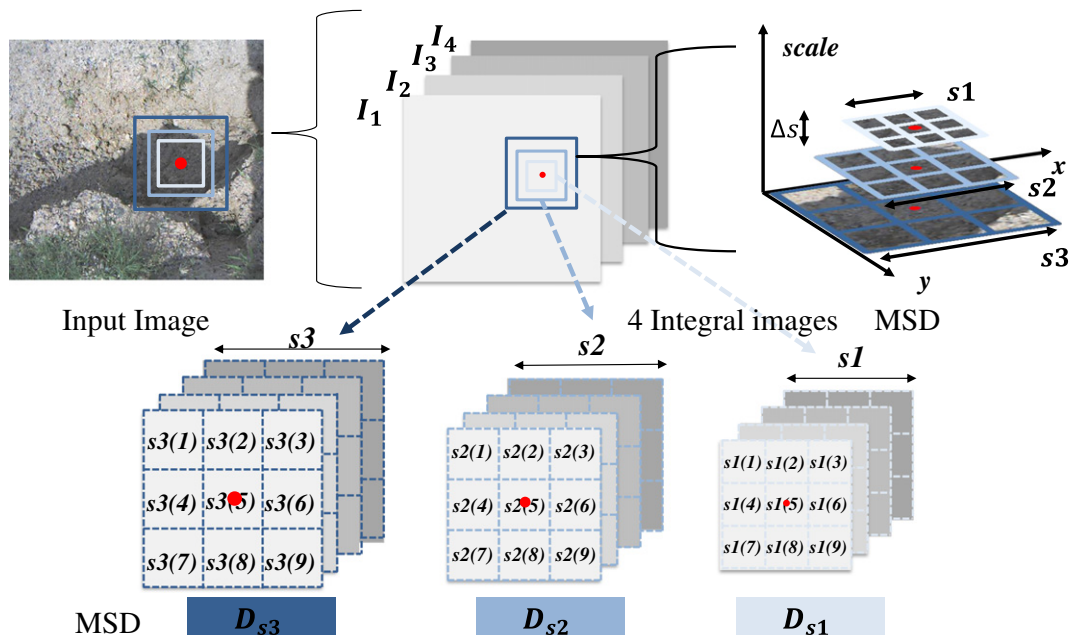 I₄
I₃
I₂
I₁
scale
s1
Δs
x
s2
s3
y
Input Image
4 Integral images
MSD
s3
s2
s1
s3(1) s3(2) s3(3)
s3(4) s3(5) s3(6)
s3(7) s3(8) s3(9)
s2(1) s2(2) s2(3)
s2(4) s2(5) s2(6)
s2(7) s2(8) s2(9)
s1(1) s1(2) s1(3)
s1(4) s1(5) s1(6)
s1(7) s1(8) s1(9)
MSD
D_s3
D_s2
D_s1